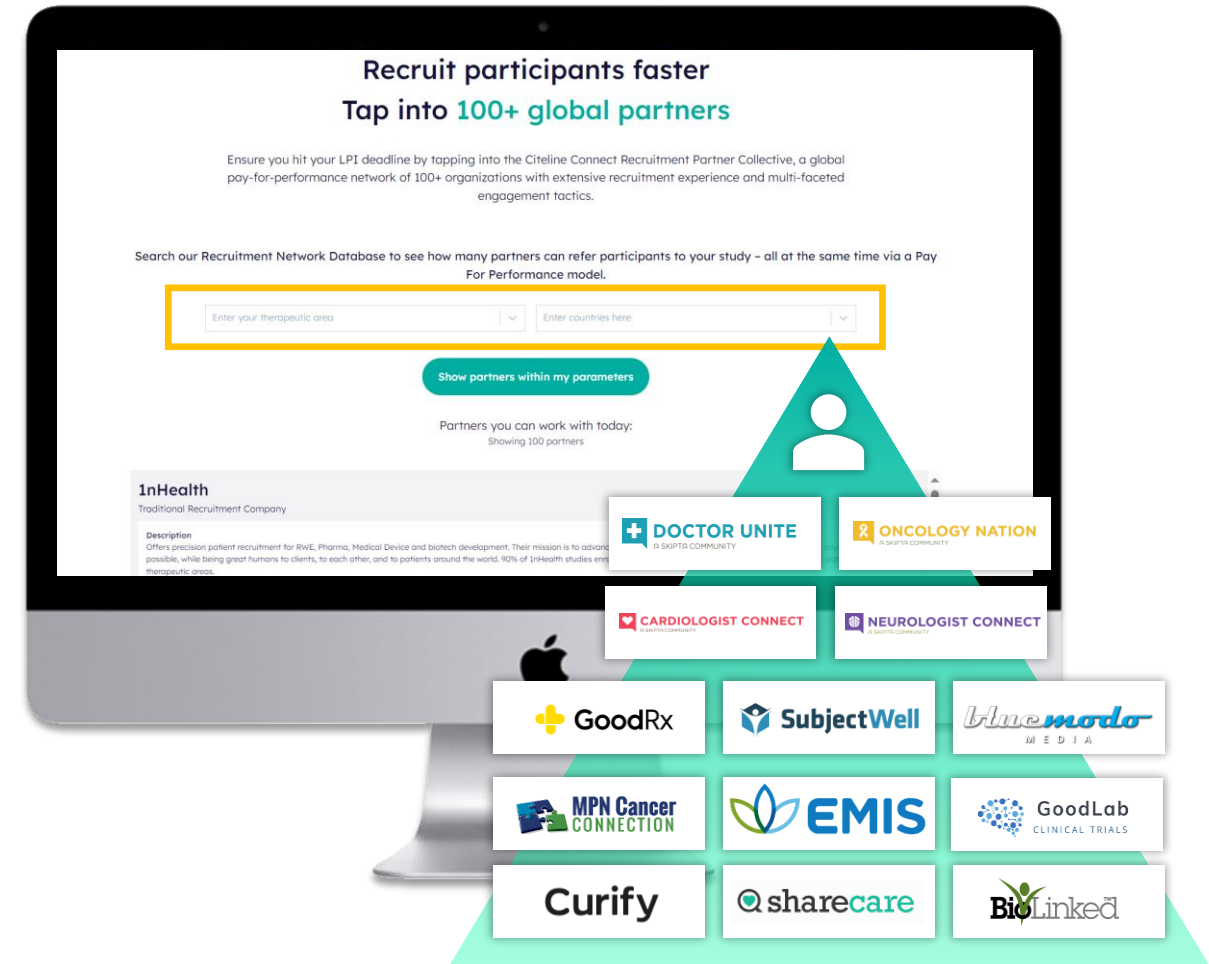 Recruit participants faster
Tap into 100+ global partners
Ensure you hit your LPI deadline by tapping into the Citeline Connect Recruitment Partner Collective, a global
pay-for-performance network of 100+ organizations with extensive recruitment experience and multi-faceted
engagement tactics.
Search our Recruitment Network Database to see how many partners can refer participants to your study – all at the same time via a Pay
For Performance model.
Enter your therapeutic area
Enter countries here
Show partners within my parameters
Partners you can work with today:
Showing 100 partners
1nHealth
Traditional Recruitment Company
Description
Offers precision patient recruitment for RWE, Pharma, Medical Device and biotech development. Their mission is to
possible, while being great humans to clients, to each other, and to patients around the world. 90% of 1nHealth studies
therapeutic areas.
DOCTOR UNITE
A SKIPTA COMMUNITY
ONCOLOGY NATION
A SKIPTA COMMUNITY
CARDIOLOGIST CONNECT
A SKIPTA COMMUNITY
NEUROLOGIST CONNECT
A SKIPTA COMMUNITY
GoodRx
SubjectWell
bluemodo
MEDIA
MPN Cancer
CONNECTION
EMIS
GoodLab
CLINICAL TRIALS
Curify
sharecare
BioLinked